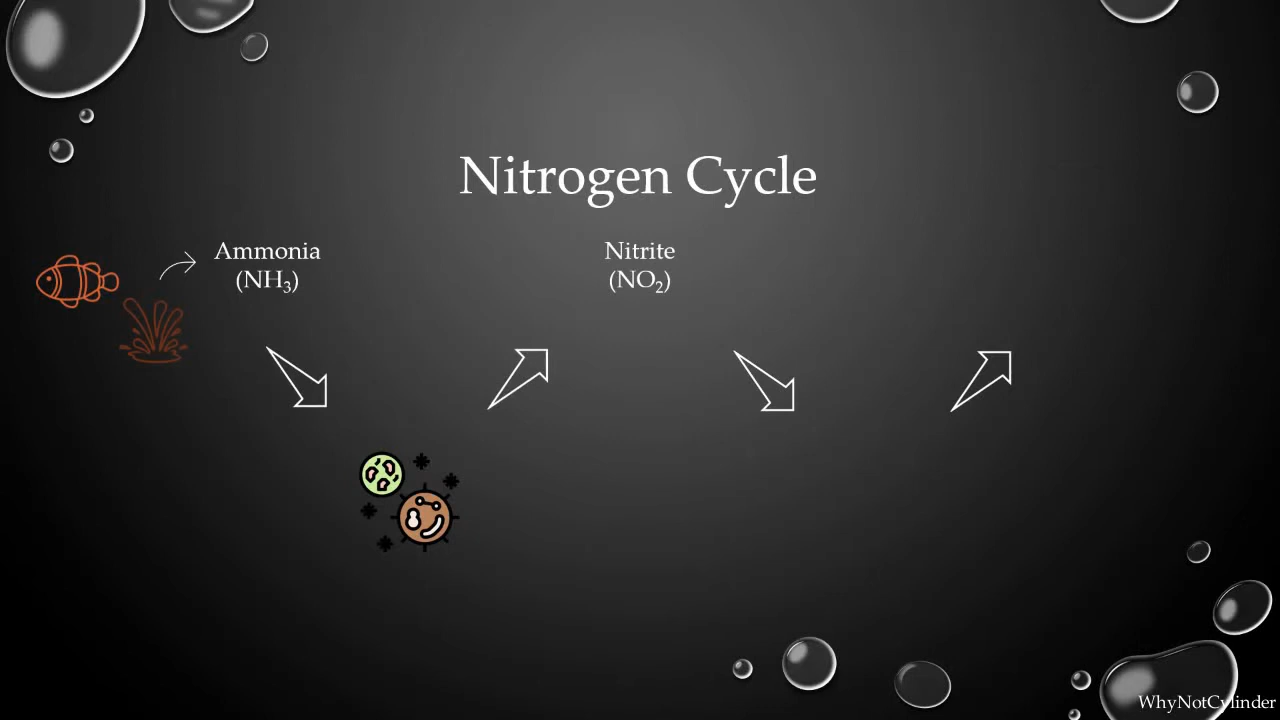 Nitrogen Cycle
Ammonia
(NH₃)
Nitrite
(NO₂)
WhyNotCylinder